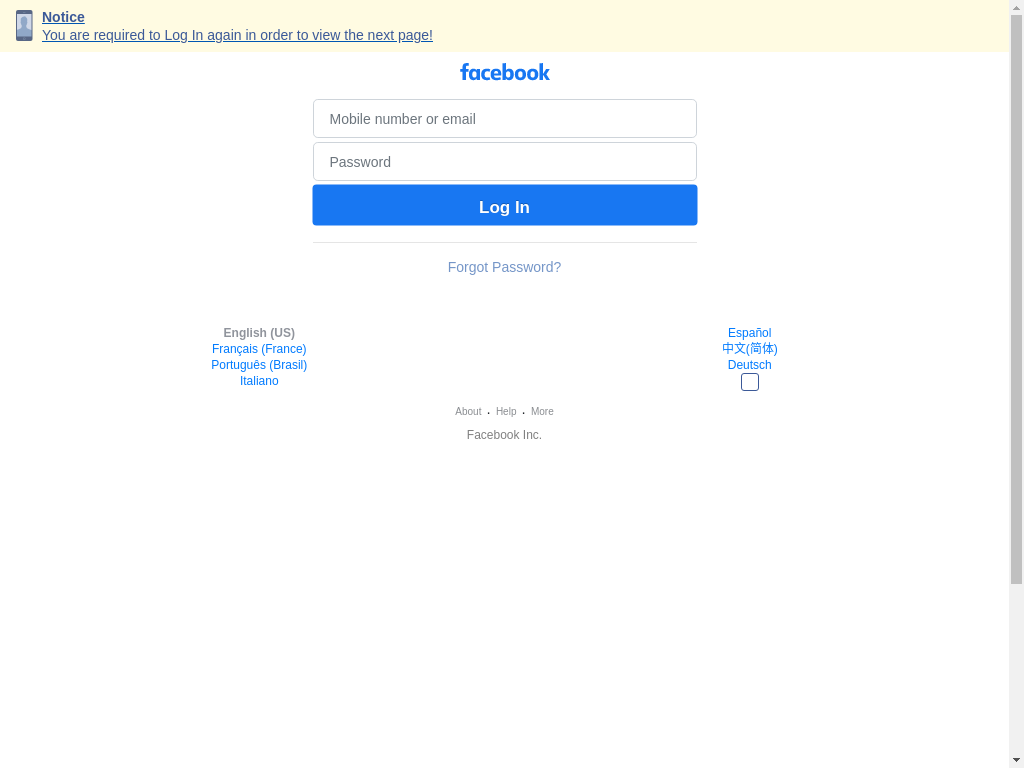 Notice
You are required to Log In again in order to view the next page!
facebook
Mobile number or email
Password
Log In
Forgot Password?
English (US)
Français (France)
Português (Brasil)
Italiano
Español
中文(简体)
Deutsch
About · Help · More
Facebook Inc.